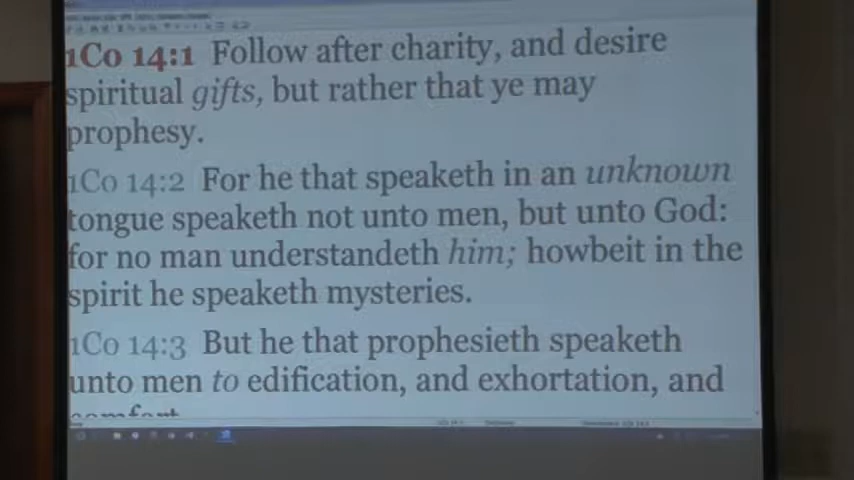 1Co 14:1 Follow after charity, and desire
spiritual gifts, but rather that ye may
prophesy.
1Co 14:2 For he that speaketh in an unknown
tongue speaketh not unto men, but unto God:
for no man understandeth him; howbeit in the
spirit he speaketh mysteries.
1Co 14:3 But he that prophesieth speaketh
unto men to edification, and exhortation, and
comfort.